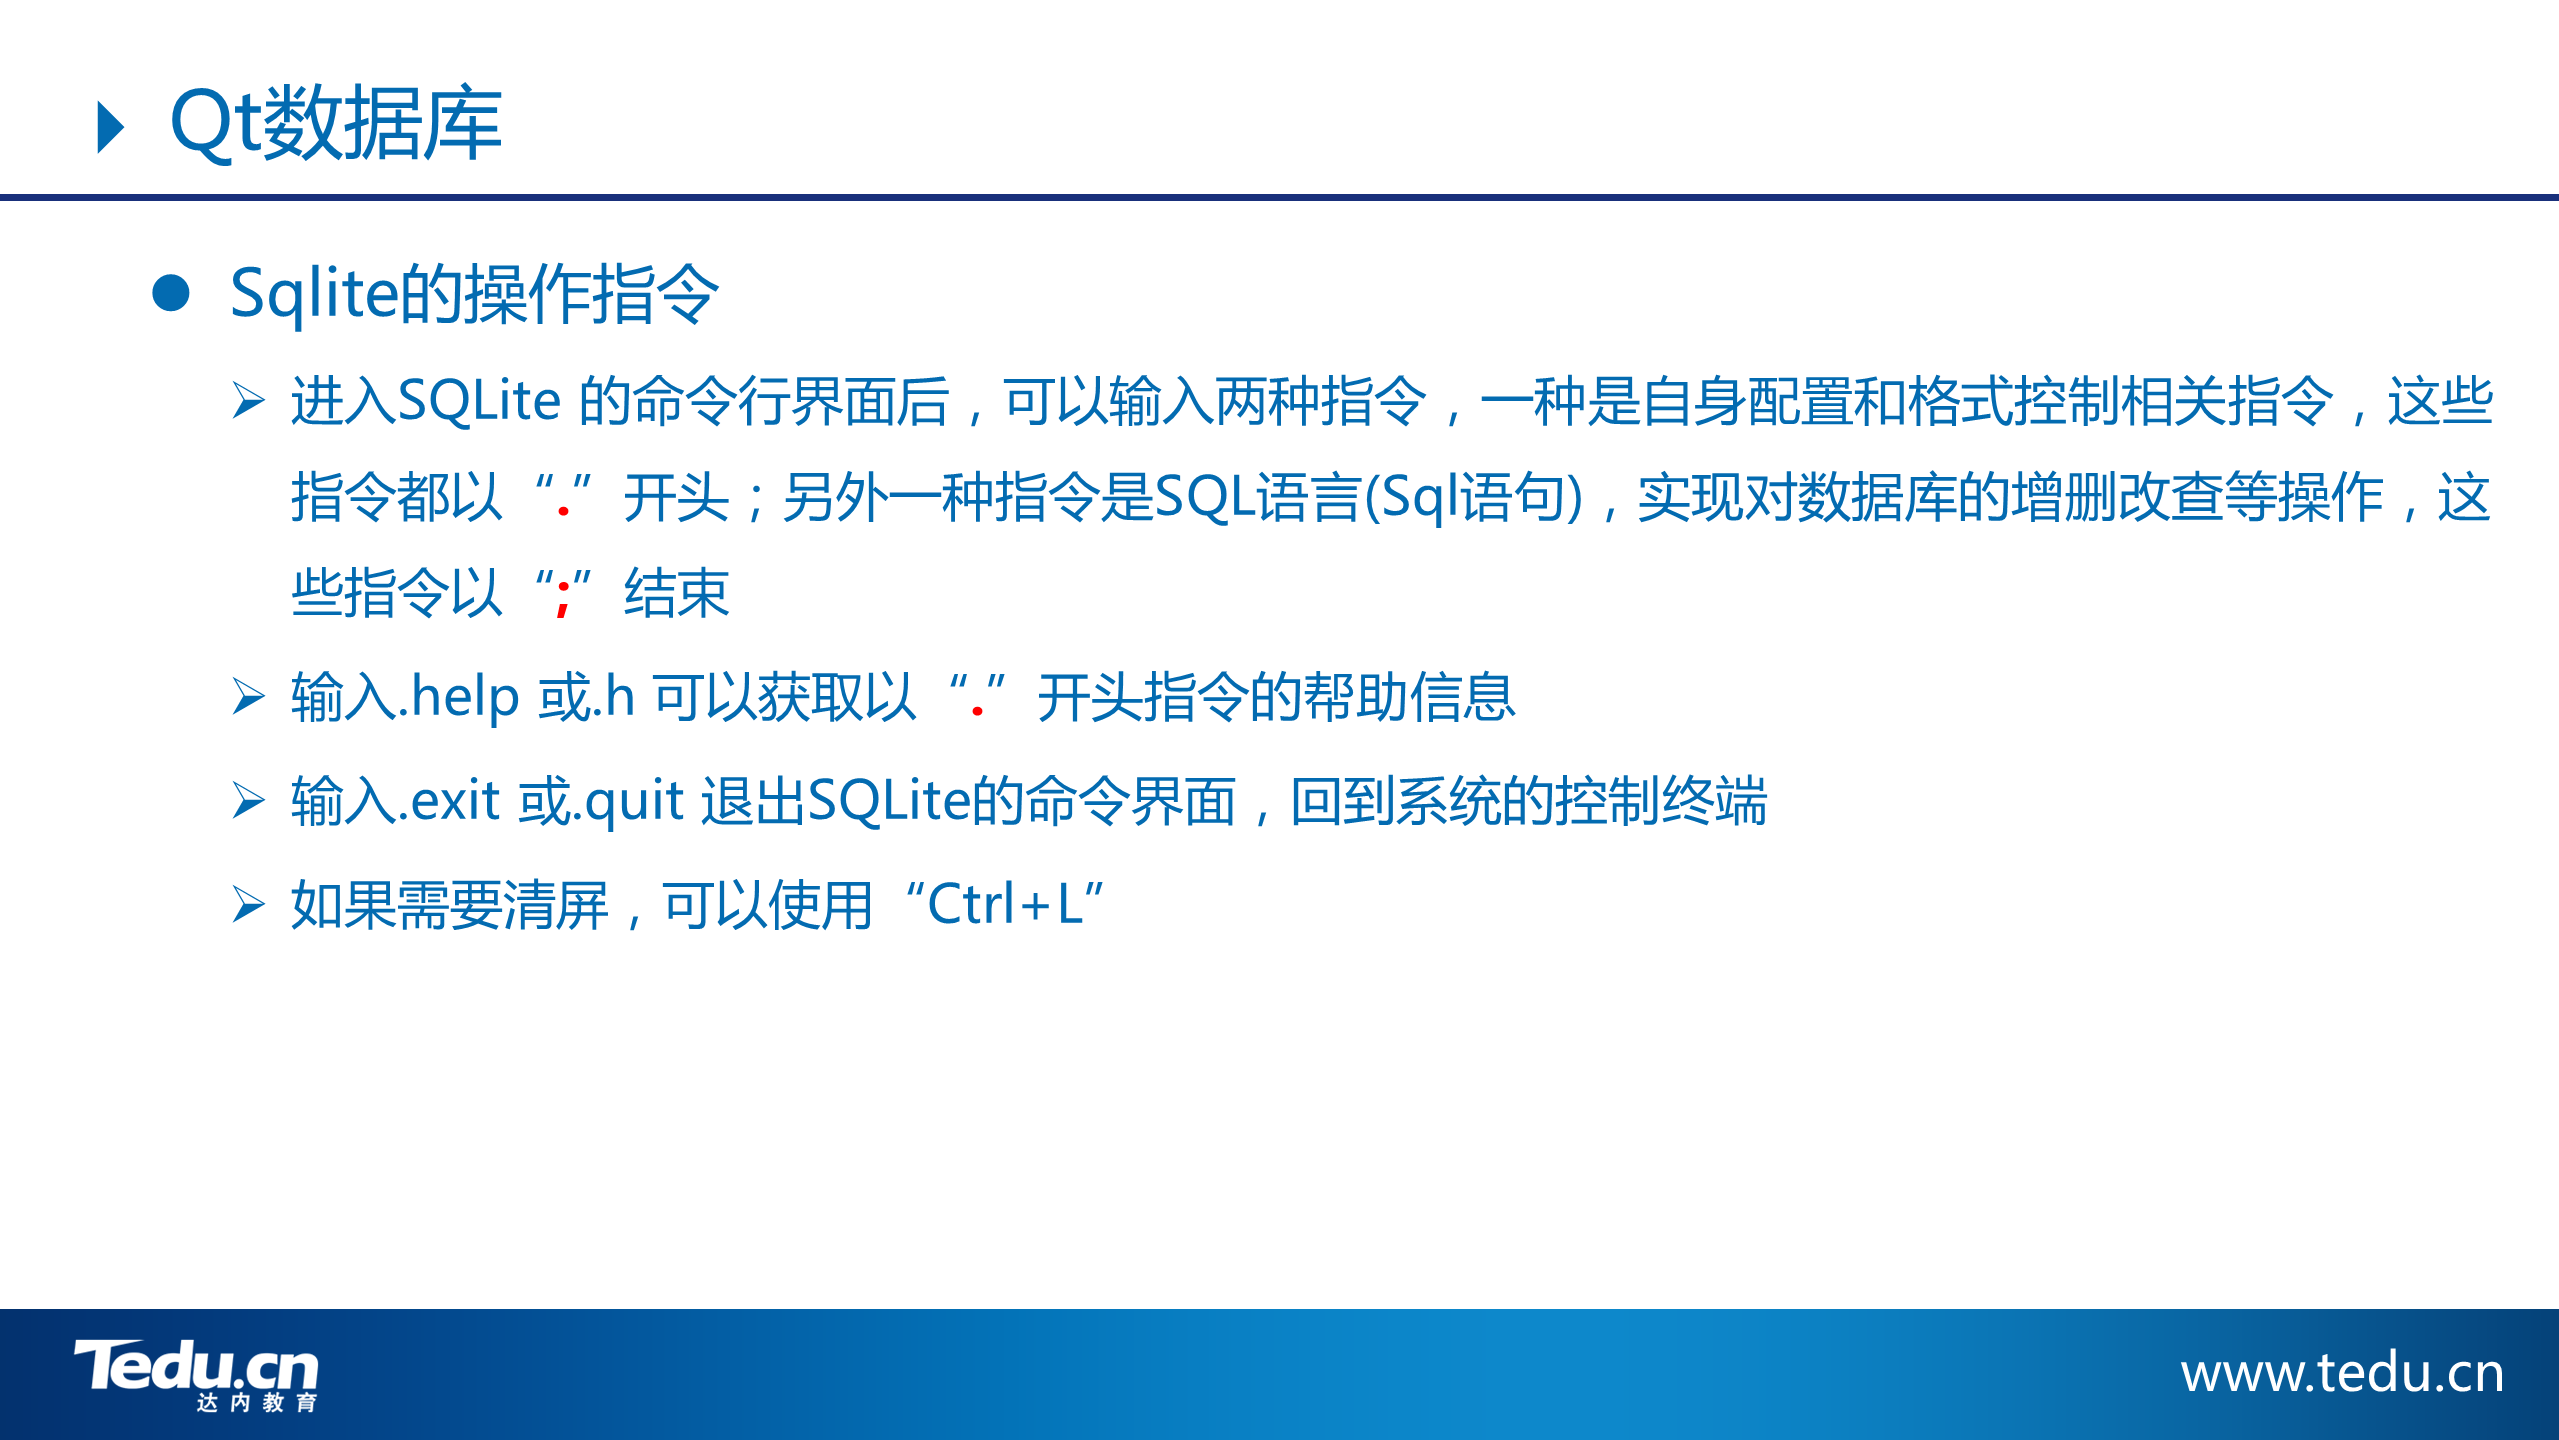 Qt数据库
Sqlite的操作指令
进入SQLite 的命令行界面后，可以输入两种指令，一种是自身配置和格式控制相关指令，这些
指令都以“.”开头；另外一种指令是SQL语言(Sql语句)，实现对数据库的增删改查等操作，这
些指令以“;”结束
输入.help 或.h 可以获取以“.”开头指令的帮助信息
输入.exit 或.quit 退出SQLite的命令界面，回到系统的控制终端
如果需要清屏，可以使用“Ctrl+L”
Tedu.cn
达内教育
www.tedu.cn